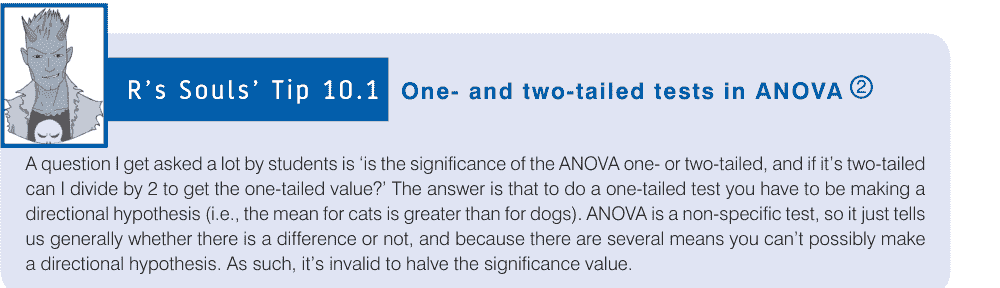 R's Souls' Tip 10.1 One- and two-tailed tests in ANOVA ②
A question I get asked a lot by students is ‘is the significance of the ANOVA one- or two-tailed, and if it's two-tailed
can I divide by 2 to get the one-tailed value?’ The answer is that to do a one-tailed test you have to be making a
directional hypothesis (i.e., the mean for cats is greater than for dogs). ANOVA is a non-specific test, so it just tells
us generally whether there is a difference or not, and because there are several means you can't possibly make
a directional hypothesis. As such, it's invalid to halve the significance value.